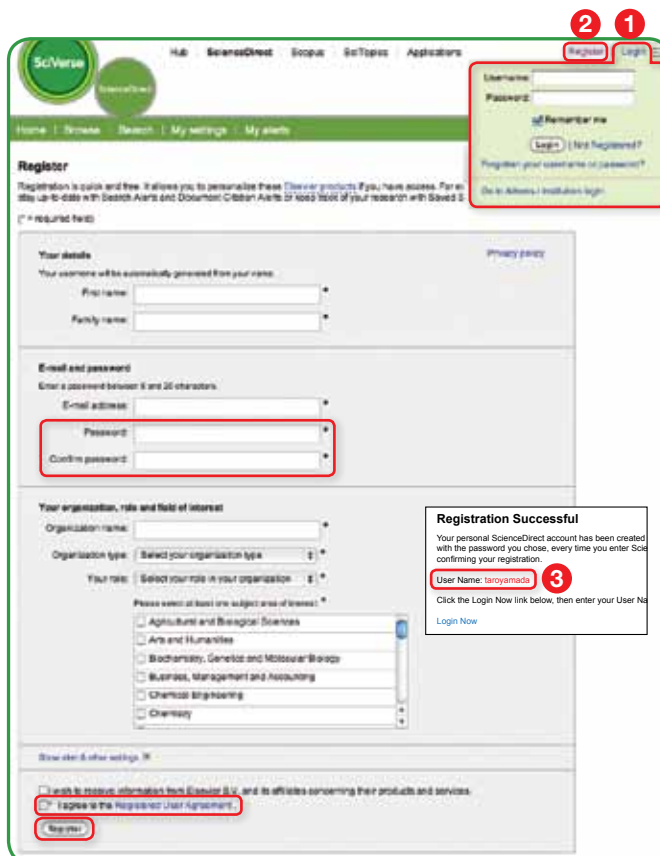 2 1
SciVerse
ScienceDirect
Hub ScienceDirect Scopus SciTopics Applications
Register Login
Username:
Password:
Remember me
Login | Not Registered?
Forgotten your username or password?
Go to Athens / Institution login
Home | Browse Search | My settings | My alerts
Register
Registration is quick and free. It allows you to personalize these Elsevier products if you have access. For
stay up-to-date with Search Alerts and Document Citation Alerts or keep track of your research with Saved S
(* = required field)
Your details Privacy policy
Your username will be automatically generated from your name.
First name: *
Family name: *
E-mail and password
Enter a password between 5 and 20 characters.
E-mail address: *
Password: *
Confirm password: *
Your organization, role and field of interest
Organization name: *
Organization type: Select your organization type *
Your role: Select your role in your organization *
Please select at least one subject area of interest: *
Agricultural and Biological Sciences
Arts and Humanities
Biochemistry, Genetics and Molecular Biology
Business, Management and Accounting
Chemical Engineering
Chemistry
Registration Successful
Your personal ScienceDirect account has been created
with the password you chose, every time you enter Scie
confirming your registration.
User Name: taroyamada 3
Click the Login Now link below, then enter your User Na
Login Now
Show alert & other settings
I wish to receive information from Elsevier B.V. and its affiliates concerning their products and services.
* I agree to the Registered User Agreement.
Register